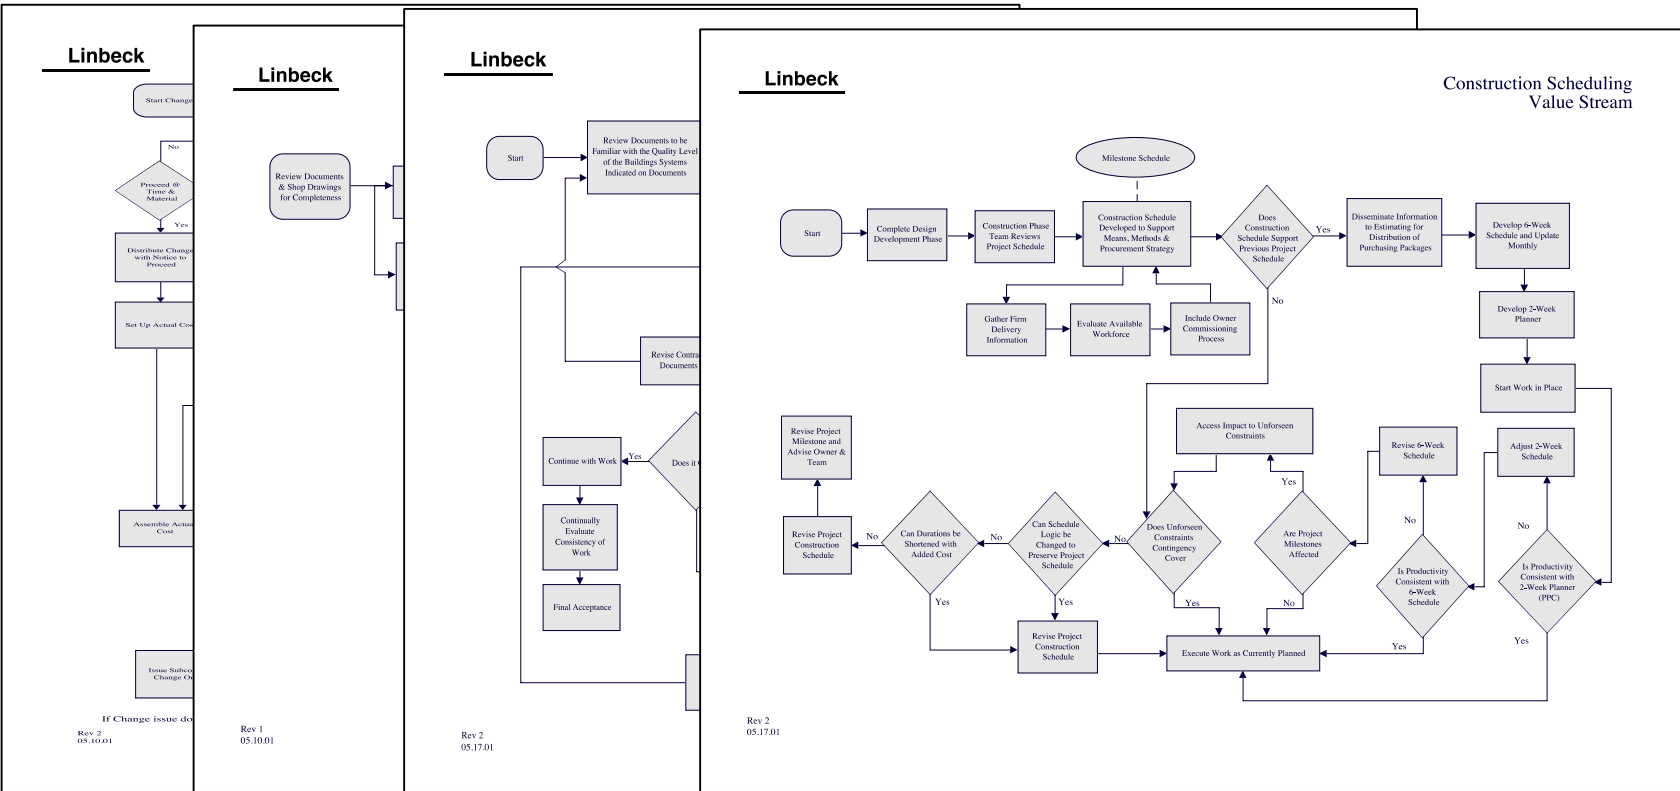 Linbeck
Start Change
No
Proceed @
Time &
Material
Yes
Distribute Change
with Notice to
Proceed
Set Up Actual Cos
Assemble Actua
Cost
Issue Subco
Change Or
If Change issue do
Rev 2
05.10.01
Linbeck
Review Documents
& Shop Drawings
for Completeness
Rev 1
05.10.01
Linbeck
Start
Review Documents to be
Familiar with the Quality Level
of the Buildings Systems
Indicated on Documents
Revise Contra
Documents
Continue with Work
Yes
Does it
Continually
Evaluate
Consistency of
Work
Final Acceptance
Rev 2
05.17.01
Linbeck
Construction Scheduling
Value Stream
Milestone Schedule
Start
Complete Design
Development Phase
Construction Phase
Team Reviews
Project Schedule
Construction Schedule
Developed to Support
Means, Methods &
Procurement Strategy
Does
Construction
Schedule Support
Previous Project
Schedule
Yes
No
Disseminate Information
to Estimating for
Distribution of
Purchasing Packages
Develop 6-Week
Schedule and Update
Monthly
Gather Firm
Delivery
Information
Evaluate Available
Workforce
Include Owner
Commissioning
Process
Develop 2-Week
Planner
Start Work in Place
Revise Project
Milestone and
Advise Owner &
Team
Access Impact to Unforseen
Constraints
Revise 6-Week
Schedule
Adjust 2-Week
Schedule
Yes
No
No
Revise Project
Construction
Schedule
No
Can Durations be
Shortened with
Added Cost
No
Can Schedule
Logic be
Changed to
Preserve Project
Schedule
No
Does Unforseen
Constraints
Contingency
Cover
Are Project
Milestones
Affected
Is Productivity
Consistent with
6-Week
Schedule
Is Productivity
Consistent with
2-Week Planner
(PPC)
Yes
Yes
Yes
No
Yes
Yes
Revise Project
Construction
Schedule
Execute Work as Currently Planned
Rev 2
05.17.01